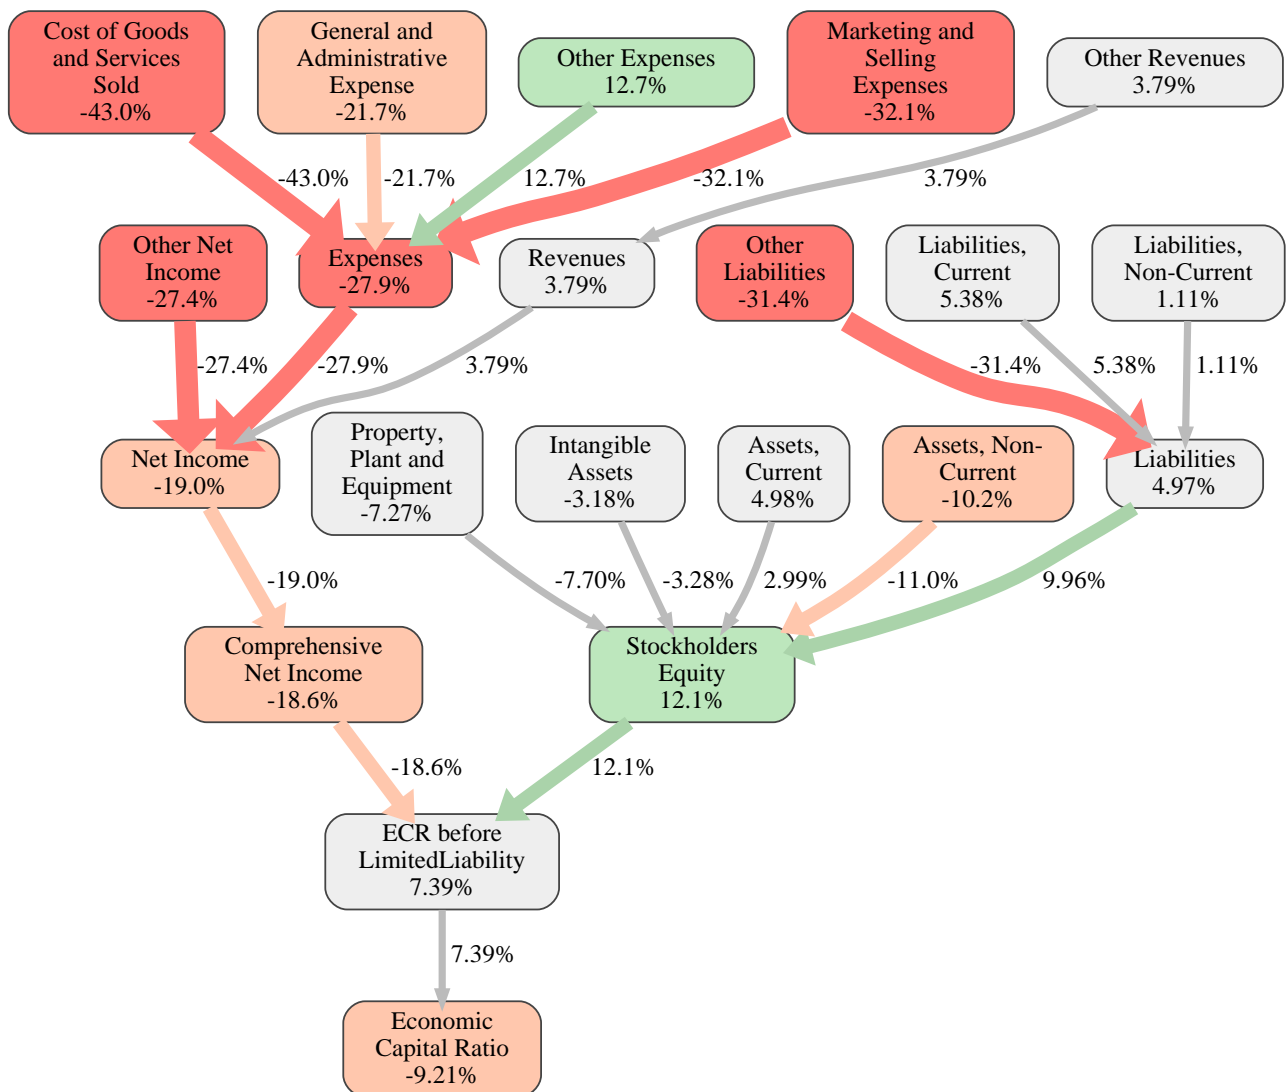 Cost of Goods
and Services
Sold
-43.0%
General and
Administrative
Expense
-21.7%
Other Expenses
12.7%
Marketing and
Selling
Expenses
-32.1%
Other Revenues
3.79%
-43.0%
-21.7%
12.7%
-32.1%
3.79%
Other Net
Income
-27.4%
Expenses
-27.9%
Revenues
3.79%
Other
Liabilities
-31.4%
Liabilities,
Current
5.38%
Liabilities,
Non-Current
1.11%
-27.4%
-27.9%
3.79%
-31.4%
5.38%
1.11%
Net Income
-19.0%
Property,
Plant and
Equipment
-7.27%
Intangible
Assets
-3.18%
Assets,
Current
4.98%
Assets, Non-
Current
-10.2%
Liabilities
4.97%
-19.0%
-7.70%
-3.28%
2.99%
-11.0%
9.96%
Comprehensive
Net Income
-18.6%
Stockholders
Equity
12.1%
-18.6%
12.1%
ECR before
LimitedLiability
7.39%
7.39%
Economic
Capital Ratio
-9.21%